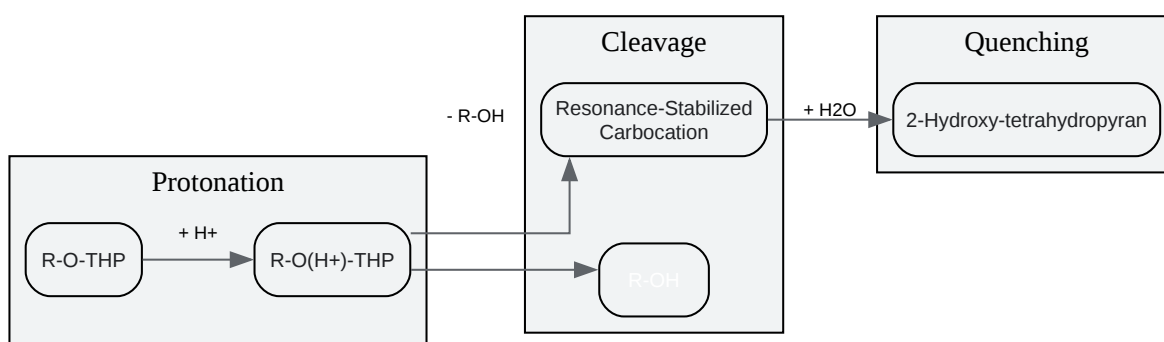 Protonation
R-O-THP
+ H+
R-O(H+)-THP
- R-OH
Cleavage
Resonance-Stabilized
Carbocation
R-OH
+ H2O
Quenching
2-Hydroxy-tetrahydropyran